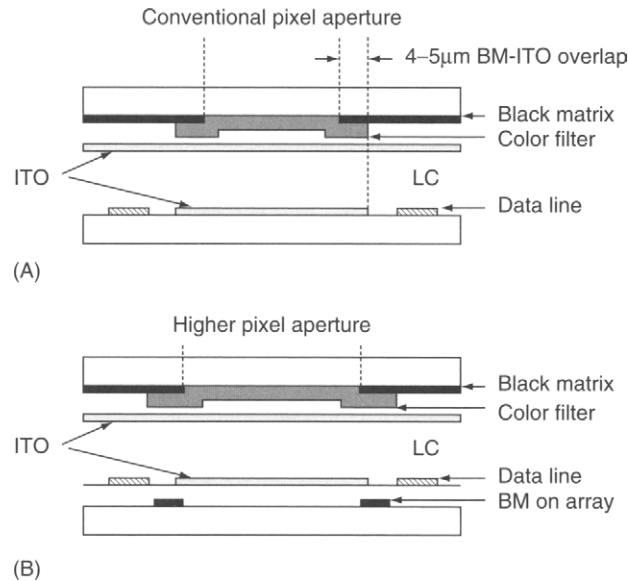 Conventional pixel aperture
4–5μm BM-ITO overlap
Black matrix
Color filter
ITO
LC
Data line
(A)
Higher pixel aperture
Black matrix
Color filter
ITO
LC
Data line
BM on array
(B)